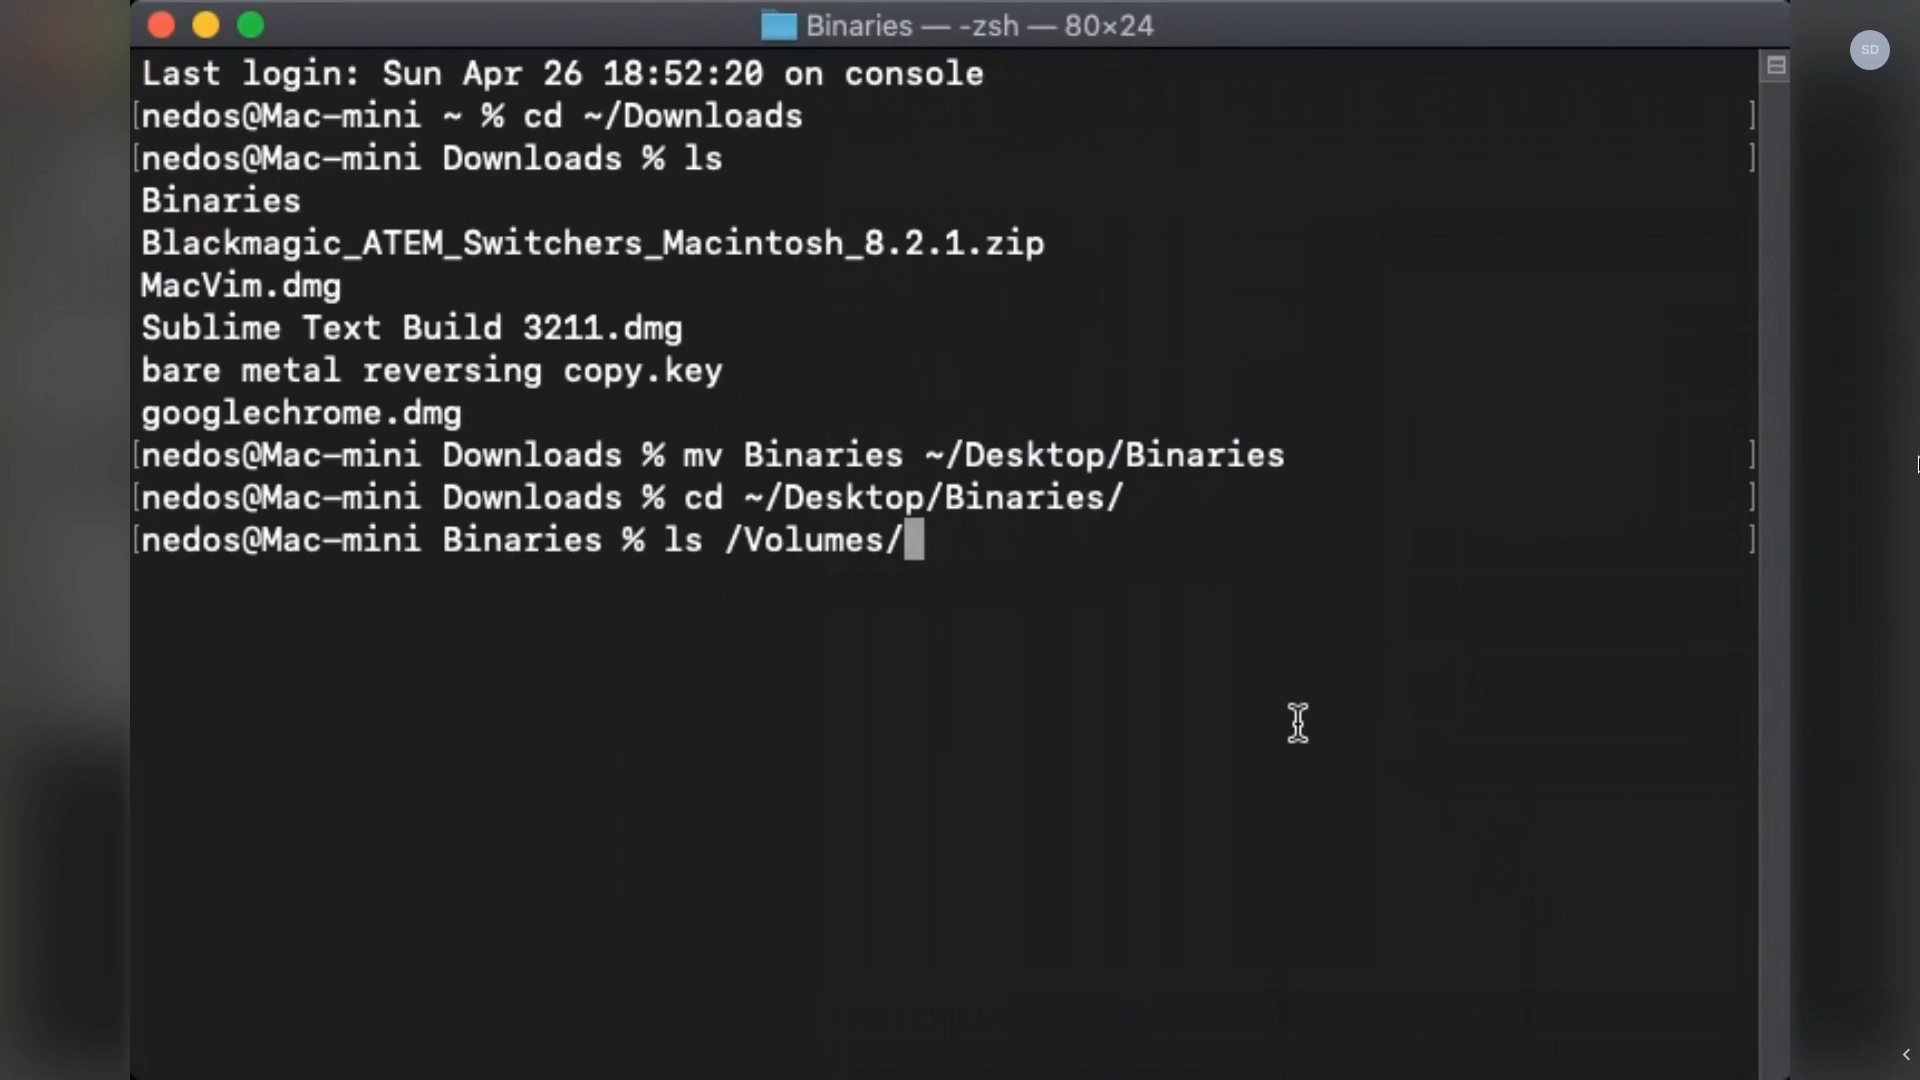 Binaries — -zsh — 80×24
SD
Last login: Sun Apr 26 18:52:20 on console
[nedos@Mac-mini ~ % cd ~/Downloads ]
[nedos@Mac-mini Downloads % ls ]
Binaries
Blackmagic_ATEM_Switchers_Macintosh_8.2.1.zip
MacVim.dmg
Sublime Text Build 3211.dmg
bare metal reversing copy.key
googlechrome.dmg
[nedos@Mac-mini Downloads % mv Binaries ~/Desktop/Binaries ]
[nedos@Mac-mini Downloads % cd ~/Desktop/Binaries/ ]
[nedos@Mac-mini Binaries % ls /Volumes/ ]